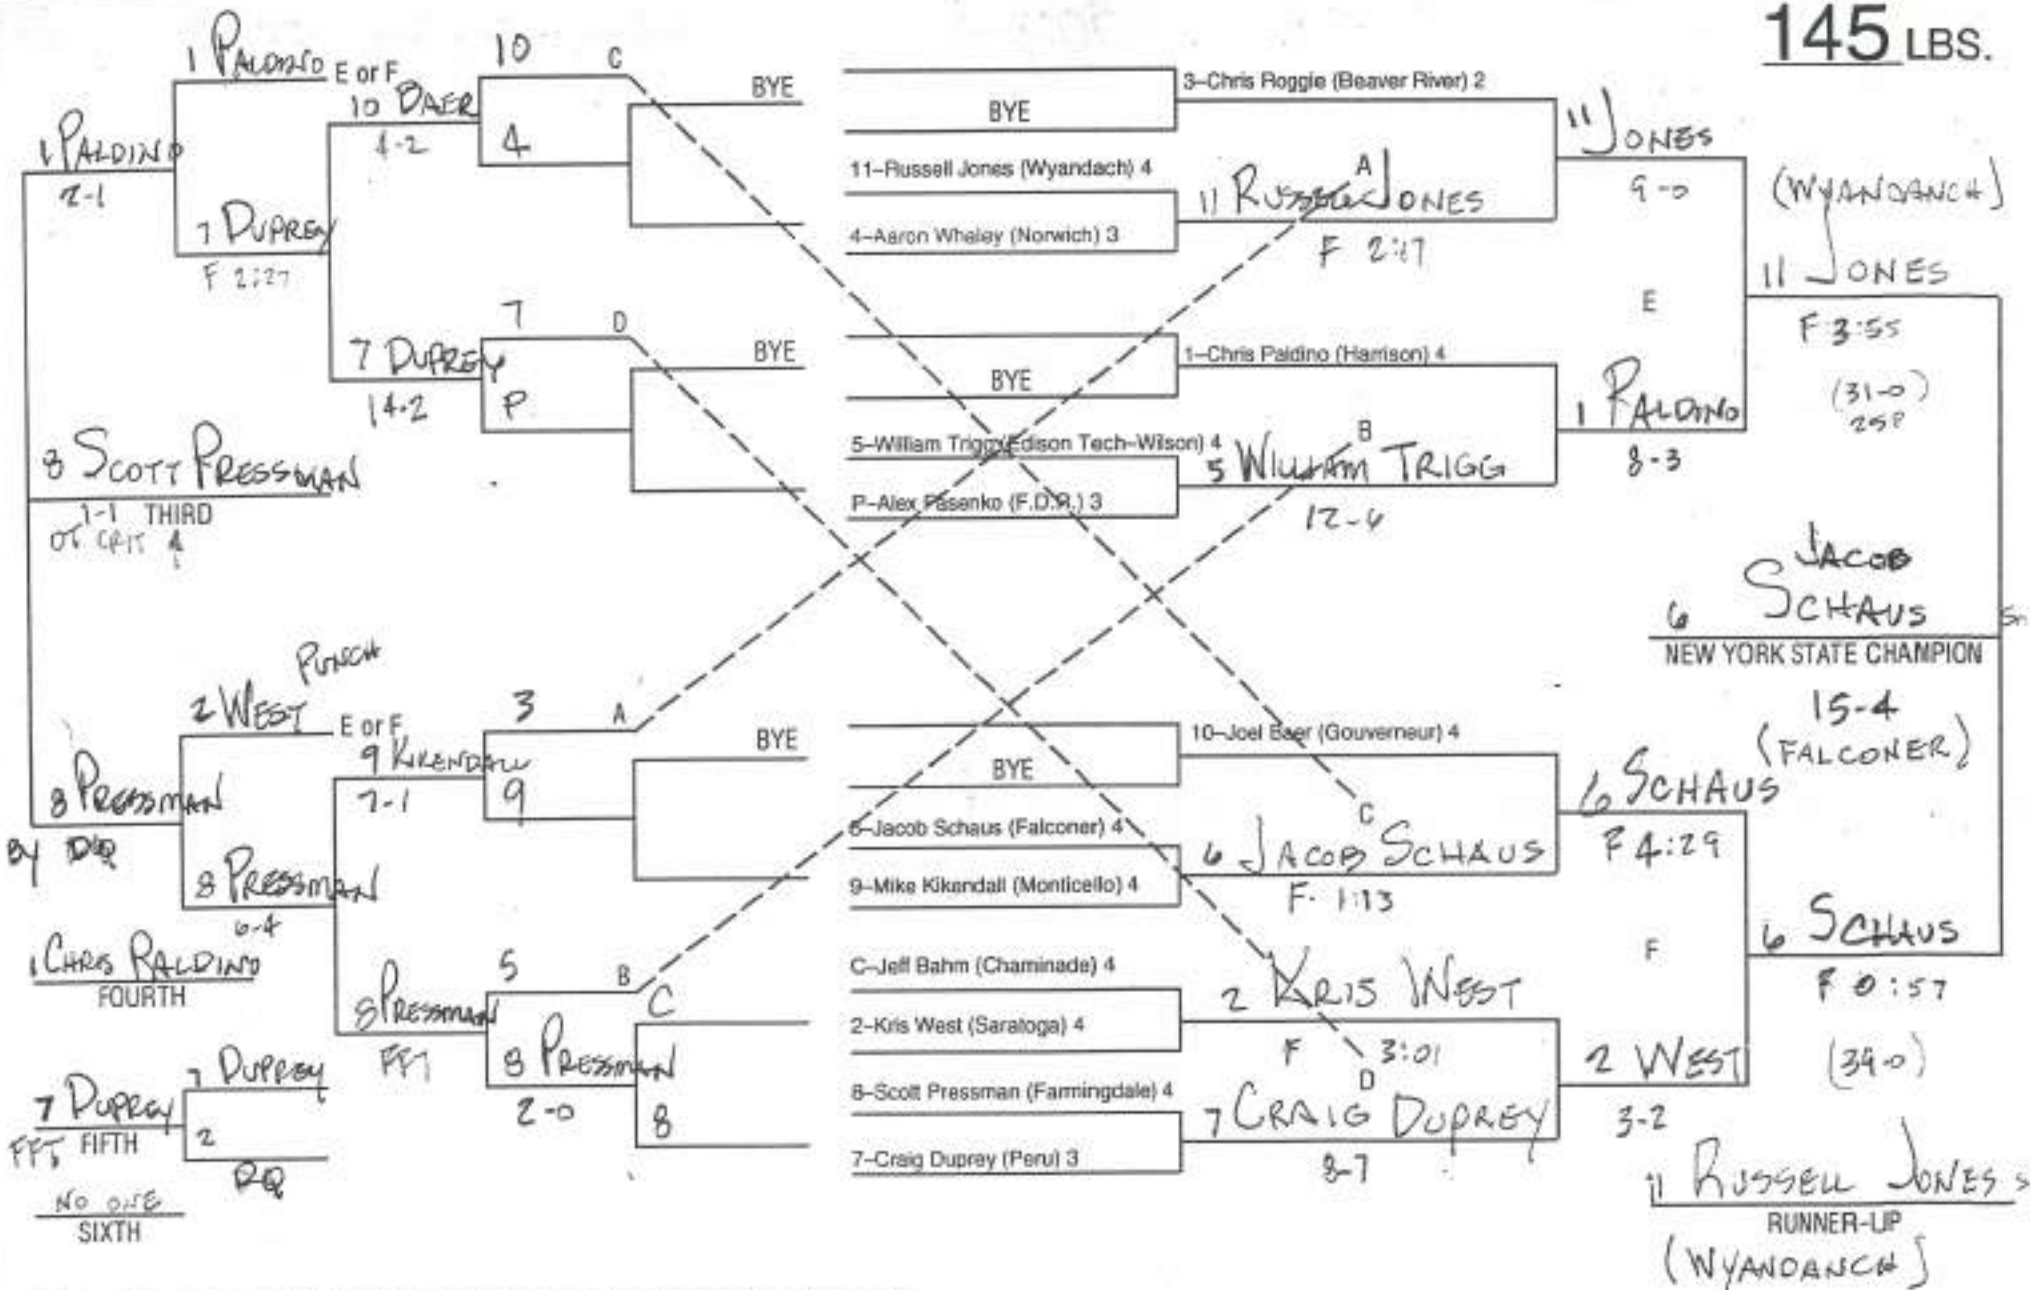 145 LBS.
1 PALDINO
E or F
10 BAER
4-2
10
C
4
1 PALDINO
2-1
7 DUPREY
F 2:27
7 DUPREY
14-2
7
D
P
BYE
BYE
8 SCOTT PRESSMAN
1-1 THIRD
OT CRIT
PUNCH
2 WEST
E or F
9 KIKENDALL
7-1
3
A
9
BYE
8 PRESSMAN
BY DQ
8 PRESSMAN
6-4
8 PRESSMAN
FFT
5
B
C
8 PRESSMAN
2-0
8
1 CHRIS PALDINO
FOURTH
7 DUPREY
7 DUPREY
FFT FIFTH
2
DQ
NO ONE
SIXTH
3-Chris Roggie (Beaver River) 2
BYE
11-Russell Jones (Wyandach) 4
4-Aaron Whaley (Norwich) 3
A
11 RUSSELL JONES
F 2:17
1-Chris Paldino (Harrison) 4
BYE
5-William Trigg (Edison Tech-Wilson) 4
P-Alex Fasenko (F.D.R.) 3
B
5 WILLIAM TRIGG
12-6
10-Joel Baer (Gouverneur) 4
BYE
6-Jacob Schaus (Falconer) 4
9-Mike Kikendall (Monticello) 4
C
6 JACOB SCHAUS
F. 1:13
C-Jeff Bahm (Chaminade) 4
2-Kris West (Saratoga) 4
2 KRIS WEST
F 3:01
8-Scott Pressman (Farmingdale) 4
7-Craig Duprey (Peru) 3
D
7 CRAIG DUPREY
8-7
11 JONES
9-0
E
1 PALDINO
8-3
6 SCHAUS
F 4:29
F
2 WEST
3-2
(WYANDANCH)
11 JONES
F 3:55
(31-0)
25P
6 JACOB SCHAUS
NEW YORK STATE CHAMPION
15-4
(FALCONER)
6 SCHAUS
F 0:57
(39-0)
11 RUSSELL JONES
RUNNER-UP
(WYANDANCH)